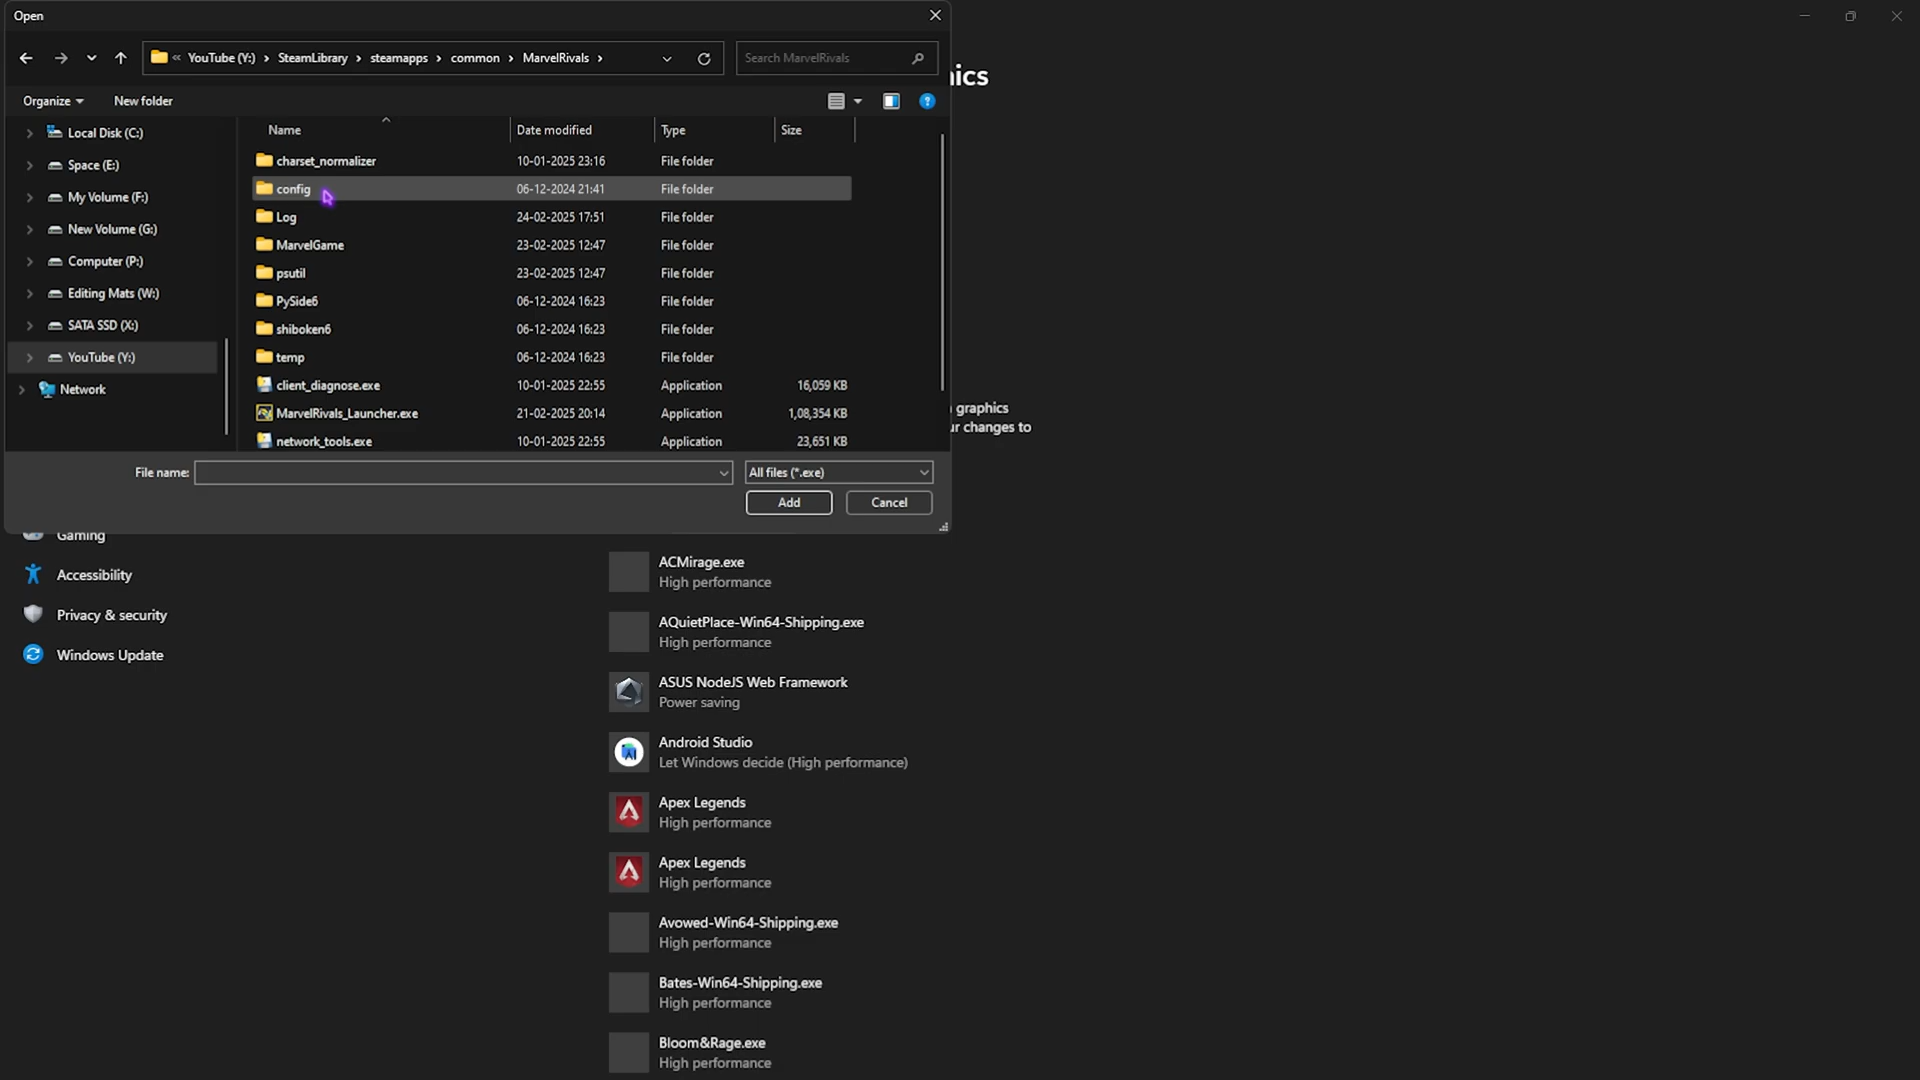 Open
« YouTube (Y:) › SteamLibrary › steamapps › common › MarvelRivals ›
Search MarvelRivals
ics
Organize
New folder
Name
Date modified
Type
Size
Local Disk (C:)
Space (E:)
My Volume (F:)
New Volume (G:)
Computer (P:)
Editing Mats (W:)
SATA SSD (X:)
YouTube (Y:)
Network
charset_normalizer 10-01-2025 23:16 File folder
config 06-12-2024 21:41 File folder
Log 24-02-2025 17:51 File folder
MarvelGame 23-02-2025 12:47 File folder
psutil 23-02-2025 12:47 File folder
PySide6 06-12-2024 16:23 File folder
shiboken6 06-12-2024 16:23 File folder
temp 06-12-2024 16:23 File folder
client_diagnose.exe 10-01-2025 22:55 Application 16,059 KB
MarvelRivals_Launcher.exe 21-02-2025 20:14 Application 1,08,354 KB
network_tools.exe 10-01-2025 22:55 Application 23,651 KB
graphics
ur changes to
File name:
All files (*.exe)
Add
Cancel
Gaming
Accessibility
Privacy & security
Windows Update
ACMirage.exe
High performance
AQuietPlace-Win64-Shipping.exe
High performance
ASUS NodeJS Web Framework
Power saving
Android Studio
Let Windows decide (High performance)
Apex Legends
High performance
Apex Legends
High performance
Avowed-Win64-Shipping.exe
High performance
Bates-Win64-Shipping.exe
High performance
Bloom&Rage.exe
High performance